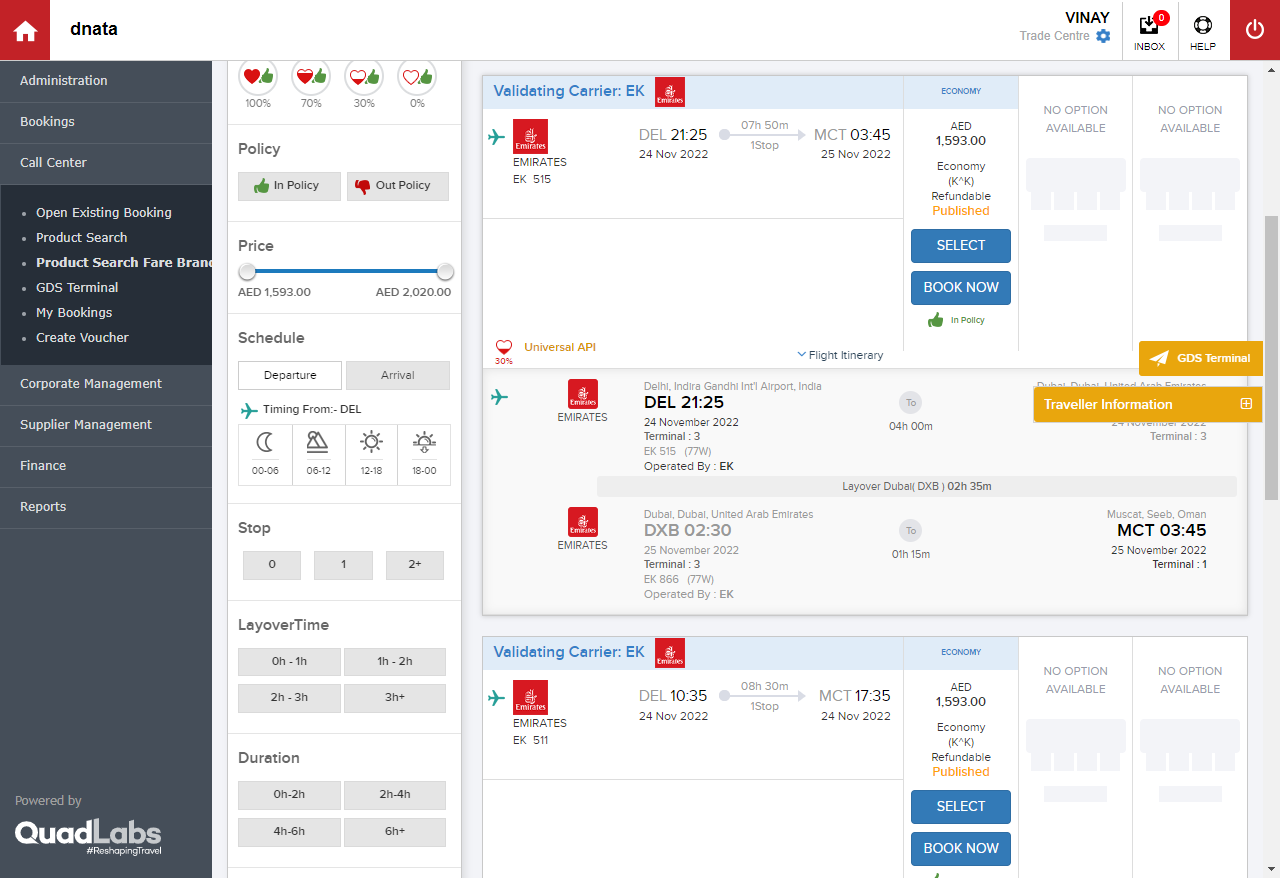 dnata
VINAY
Trade Centre
0
INBOX
HELP
Administration
Bookings
Call Center
Open Existing Booking
Product Search
Product Search Fare Brand
GDS Terminal
My Bookings
Create Voucher
Corporate Management
Supplier Management
Finance
Reports
Powered by
QuadLabs
#ReshapingTravel
100% 70% 30% 0%
Policy
In Policy Out Policy
Price
AED 1,593.00 AED 2,020.00
Schedule
Departure Arrival
Timing From:- DEL
00-06 06-12 12-18 18-00
Stop
0 1 2+
LayoverTime
0h - 1h 1h - 2h
2h - 3h 3h+
Duration
0h-2h 2h-4h
4h-6h 6h+
Validating Carrier: EK
Emirates
ECONOMY
Emirates
EMIRATES
EK 515
DEL 21:25
24 Nov 2022
07h 50m
1Stop
MCT 03:45
25 Nov 2022
AED
1,593.00
Economy
(K^K)
Refundable
Published
SELECT
BOOK NOW
In Policy
NO OPTION
AVAILABLE
NO OPTION
AVAILABLE
30%
Universal API
Flight Itinerary
GDS Terminal
Traveller Information
Emirates
EMIRATES
Delhi, Indira Gandhi Int'l Airport, India
DEL 21:25
24 November 2022
Terminal : 3
EK 515 (77W)
Operated By : EK
To
04h 00m
Dubai, Dubai, United Arab Emirates
24 November 2022
Terminal : 3
Layover Dubai( DXB ) 02h 35m
Emirates
EMIRATES
Dubai, Dubai, United Arab Emirates
DXB 02:30
25 November 2022
Terminal : 3
EK 866 (77W)
Operated By : EK
To
01h 15m
Muscat, Seeb, Oman
MCT 03:45
25 November 2022
Terminal : 1
Validating Carrier: EK
Emirates
ECONOMY
Emirates
EMIRATES
EK 511
DEL 10:35
24 Nov 2022
08h 30m
1Stop
MCT 17:35
24 Nov 2022
AED
1,593.00
Economy
(K^K)
Refundable
Published
SELECT
BOOK NOW
NO OPTION
AVAILABLE
NO OPTION
AVAILABLE